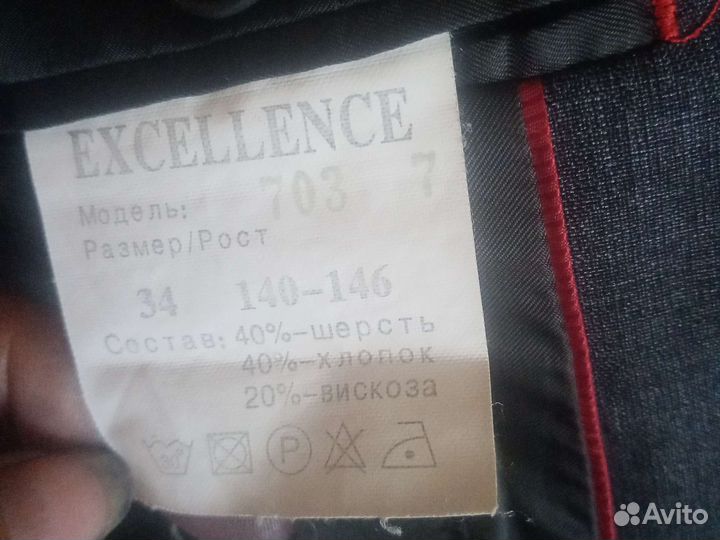 EXCELLENCE
Модель: 703 7
Размер/Рост
34 140-146
Состав: 40%-шерсть
40%-хлопок
20%-вискоза
P
Avito